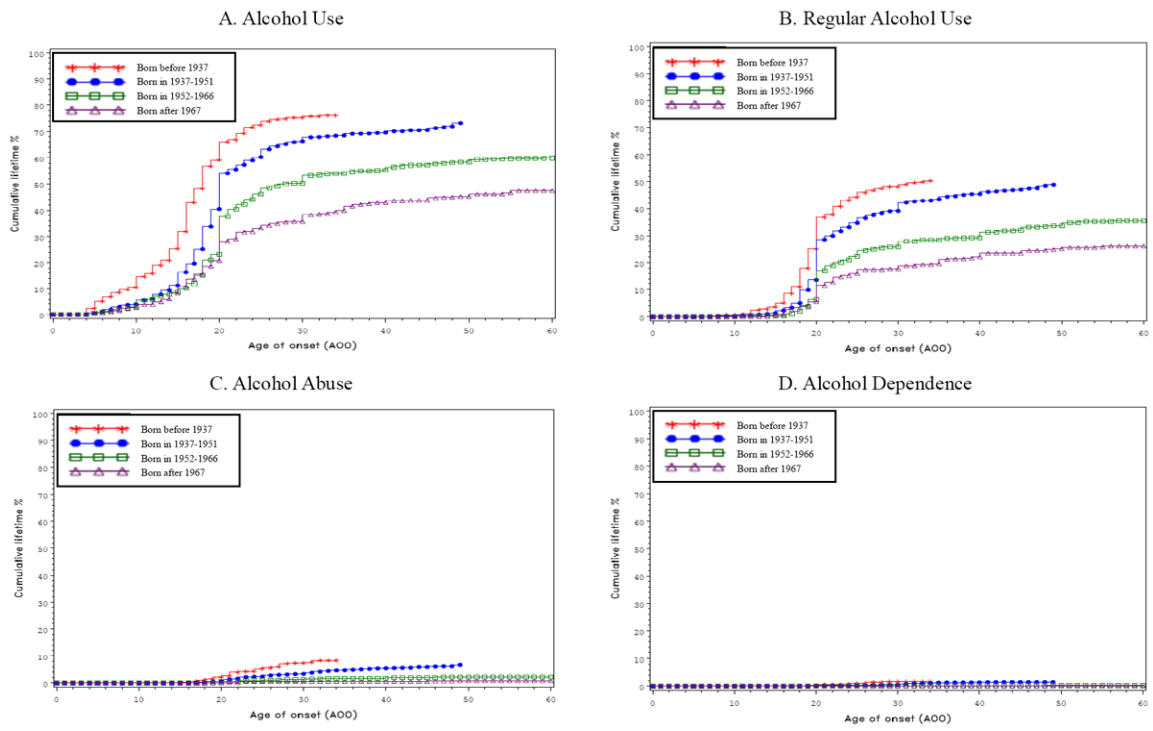 A. Alcohol Use
Born before 1937
Born in 1937-1951
Born in 1952-1966
Born after 1967
Cumulative lifetime %
100
90
80
70
60
50
40
30
20
10
0
0 10 20 30 40 50 60
Age of onset (AOO)
B. Regular Alcohol Use
Born before 1937
Born in 1937-1951
Born in 1952-1966
Born after 1967
Cumulative lifetime %
100
90
80
70
60
50
40
30
20
10
0
0 10 20 30 40 50 60
Age of onset (AOO)
C. Alcohol Abuse
Born before 1937
Born in 1937-1951
Born in 1952-1966
Born after 1967
Cumulative lifetime %
100
90
80
70
60
50
40
30
20
10
0
0 10 20 30 40 50 60
Age of onset (AOO)
D. Alcohol Dependence
Born before 1937
Born in 1937-1951
Born in 1952-1966
Born after 1967
Cumulative lifetime %
100
90
80
70
60
50
40
30
20
10
0
0 10 20 30 40 50 60
Age of onset (AOO)